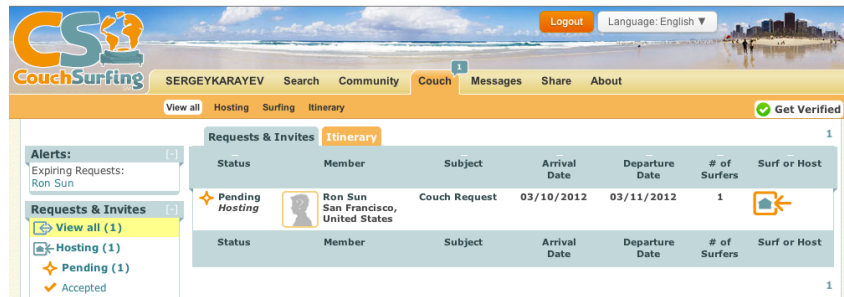 CS
CouchSurfing
Logout
Language: English ▼
SERGEYKARAYEV Search Community Couch 1 Messages Share About
View all Hosting Surfing Itinerary
Get Verified
Requests & Invites Itinerary
1
Alerts: [-]
Expiring Requests:
Ron Sun
Requests & Invites [-]
View all (1)
Hosting (1)
Pending (1)
Accepted
Status Member Subject Arrival Date Departure Date # of Surfers Surf or Host
Pending Hosting
Ron Sun
San Francisco,
United States
Couch Request 03/10/2012 03/11/2012 1
Status Member Subject Arrival Date Departure Date # of Surfers Surf or Host
1